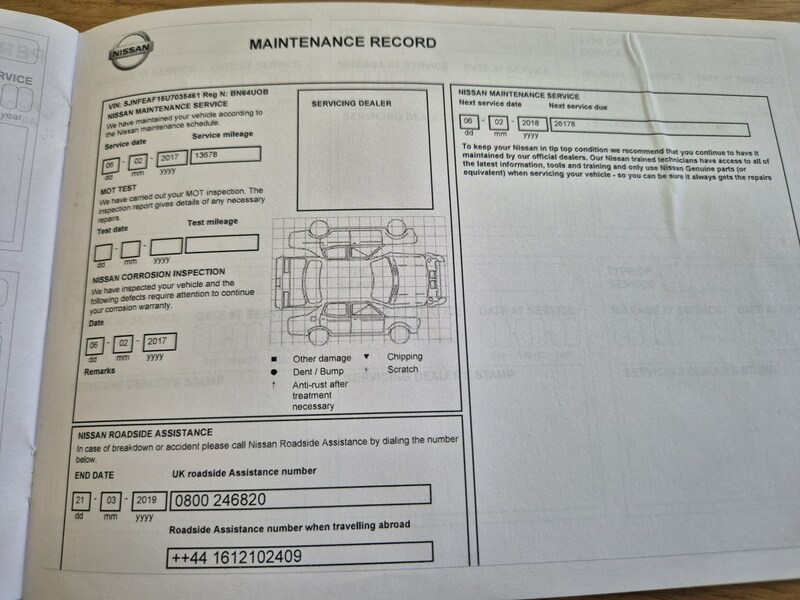 NISSAN
MAINTENANCE RECORD
VIN: SJNFEAF15U7035461 Reg N: BN64UOB
NISSAN MAINTENANCE SERVICE
We have maintained your vehicle according to
the Nissan maintenance schedule.
Service date Service mileage
06 - 02 - 2017 13678
dd mm yyyy
MOT TEST
We have carried out your MOT inspection. The
inspection report gives details of any necessary
repairs.
Test date Test mileage
dd mm yyyy
NISSAN CORROSION INSPECTION
We have inspected your vehicle and the
following defects require attention to continue
your corrosion warranty.
Date
06 - 02 - 2017
dd mm yyyy
Remarks
SERVICING DEALER
■ Other damage ▼ Chipping
● Dent / Bump + Scratch
↑ Anti-rust after
treatment
necessary
NISSAN ROADSIDE ASSISTANCE
In case of breakdown or accident please call Nissan Roadside Assistance by dialing the number
below.
END DATE UK roadside Assistance number
21 - 03 - 2019 0800 246820
dd mm yyyy
Roadside Assistance number when travelling abroad
++44 1612102409
NISSAN MAINTENANCE SERVICE
Next service date Next service due
06 - 02 - 2018 26178
dd mm yyyy
To keep your Nissan in tip top condition we recommend that you continue to have it
maintained by our official dealers. Our Nissan trained technicians have access to all of
the latest information, tools and training and only use Nissan Genuine parts (or
equivalent) when servicing your vehicle - so you can be sure it always gets the repairs
RVICE
year